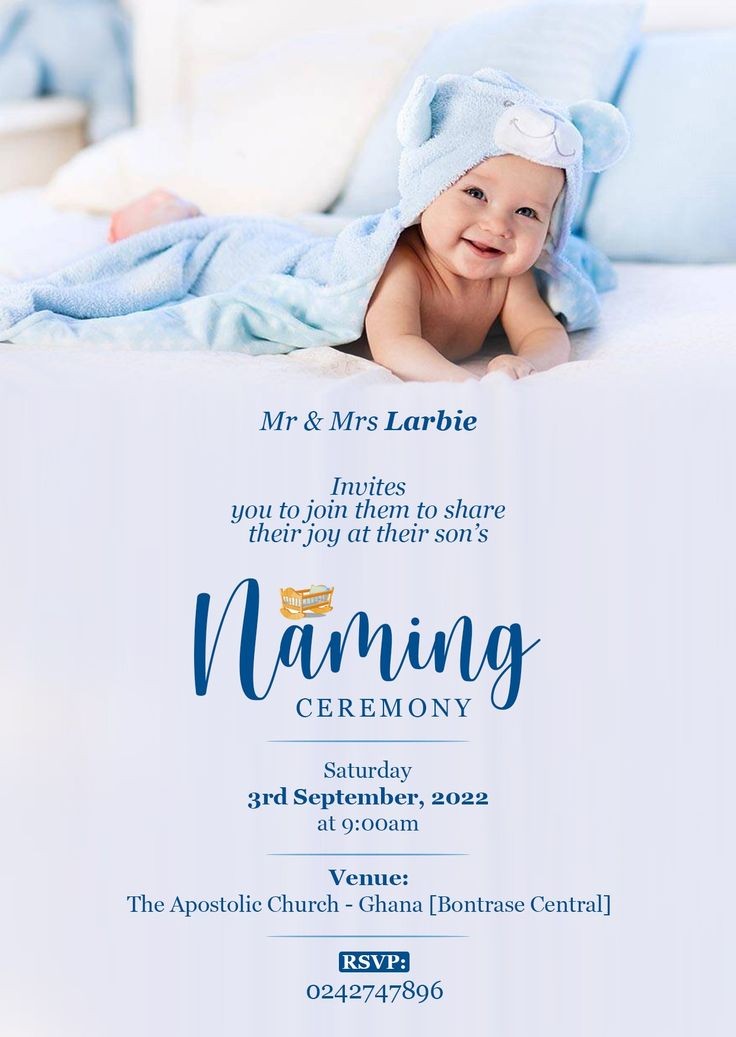 Mr & Mrs Larbie
Invites
you to join them to share
their joy at their son's
Naming
CEREMONY
Saturday
3rd September, 2022
at 9:00am
Venue:
The Apostolic Church - Ghana [Bontrase Central]
RSVP:
0242747896